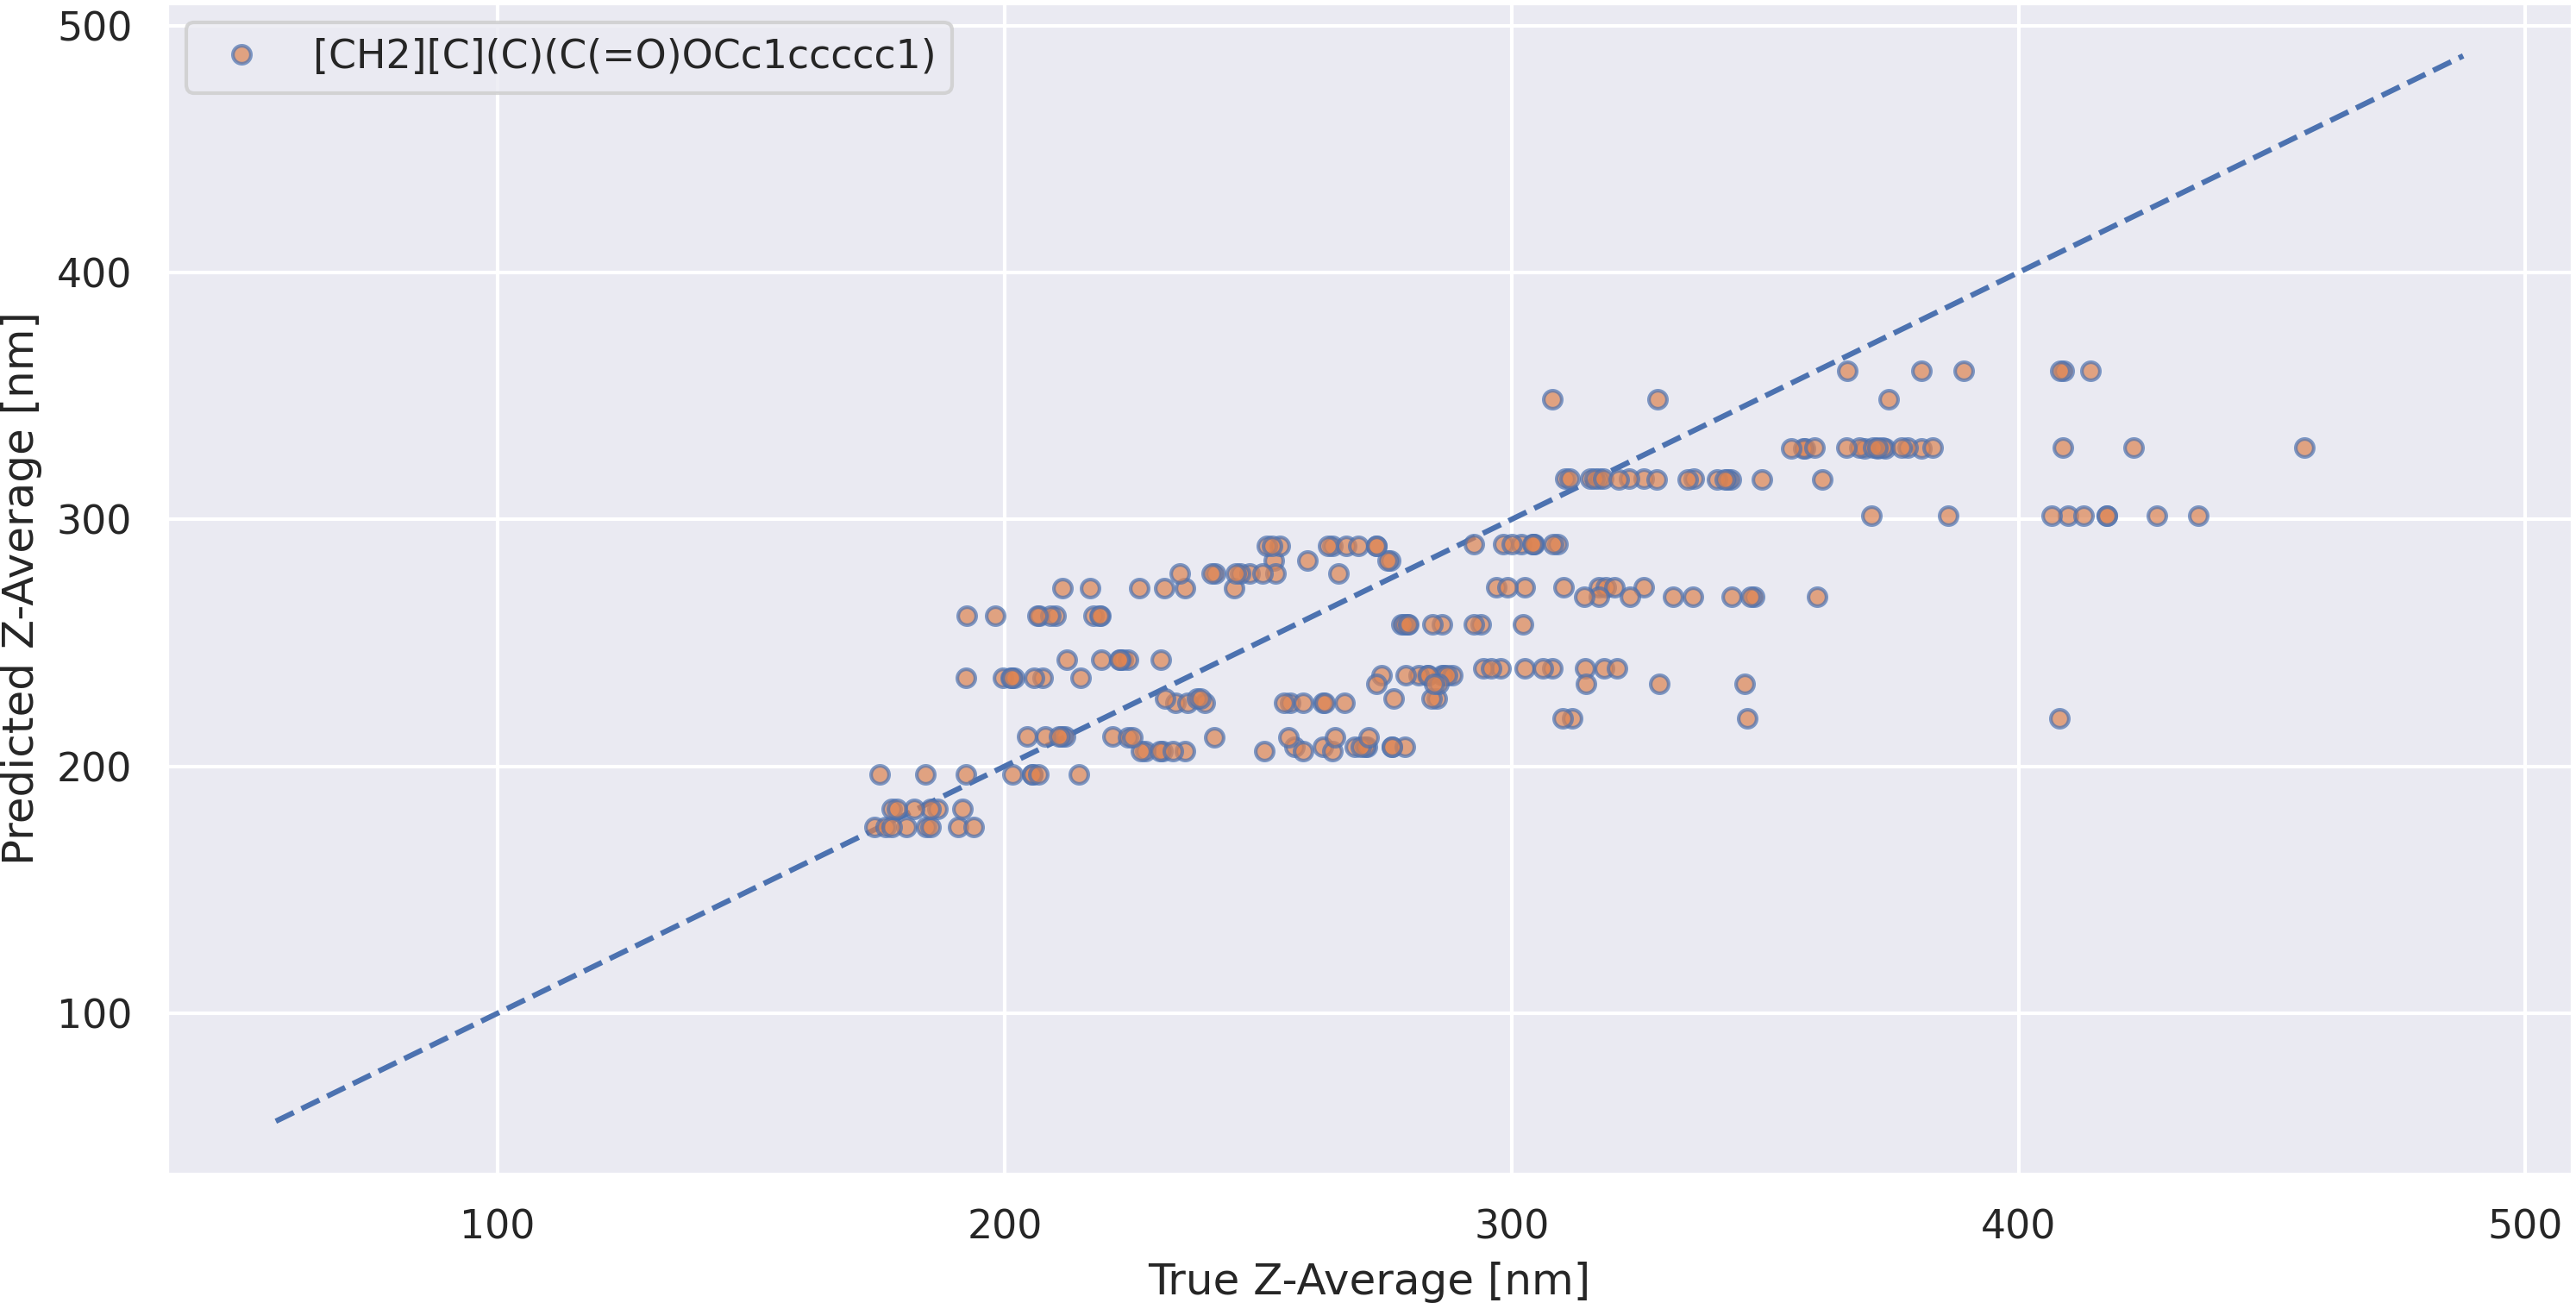 [CH2][C](C)(C(=O)OCc1ccccc1)
500
400
300
200
100
Predicted Z-Average [nm]
100 200 300 400 500
True Z-Average [nm]